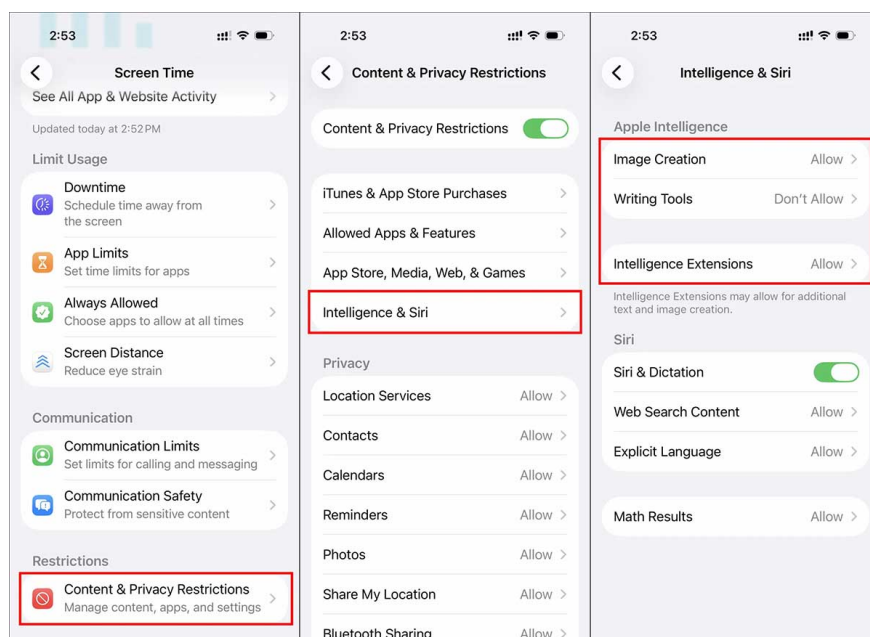 2:53
Screen Time
See All App & Website Activity
Updated today at 2:52 PM
Limit Usage
Downtime
Schedule time away from
the screen
App Limits
Set time limits for apps
Always Allowed
Choose apps to allow at all times
Screen Distance
Reduce eye strain
Communication
Communication Limits
Set limits for calling and messaging
Communication Safety
Protect from sensitive content
Restrictions
Content & Privacy Restrictions
Manage content, apps, and settings
2:53
Content & Privacy Restrictions
Content & Privacy Restrictions
iTunes & App Store Purchases
Allowed Apps & Features
App Store, Media, Web, & Games
Intelligence & Siri
Privacy
Location Services Allow
Contacts Allow
Calendars Allow
Reminders Allow
Photos Allow
Share My Location Allow
Bluetooth Sharing Allow
2:53
Intelligence & Siri
Apple Intelligence
Image Creation Allow
Writing Tools Don't Allow
Intelligence Extensions Allow
Intelligence Extensions may allow for additional
text and image creation.
Siri
Siri & Dictation
Web Search Content Allow
Explicit Language Allow
Math Results Allow